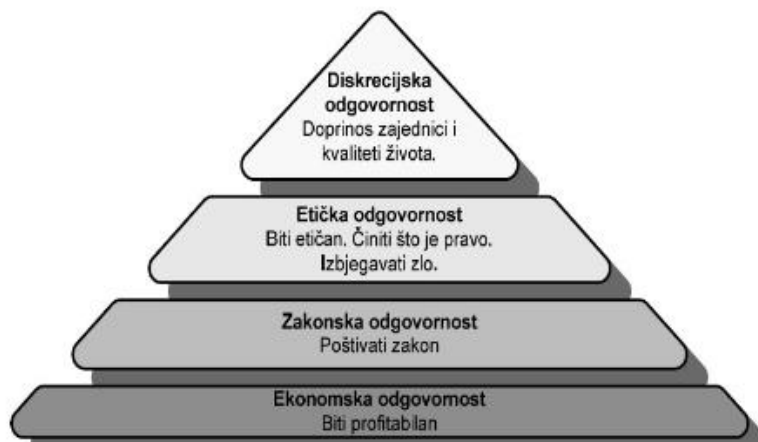 Diskrecijska
odgovornost
Doprinos zajednici i
kvaliteti života.
Etička odgovornost
Biti etičan. Činiti što je pravo.
Izbjegavati zlo.
Zakonska odgovornost
Poštivati zakon
Ekonomska odgovornost
Biti profitabilan